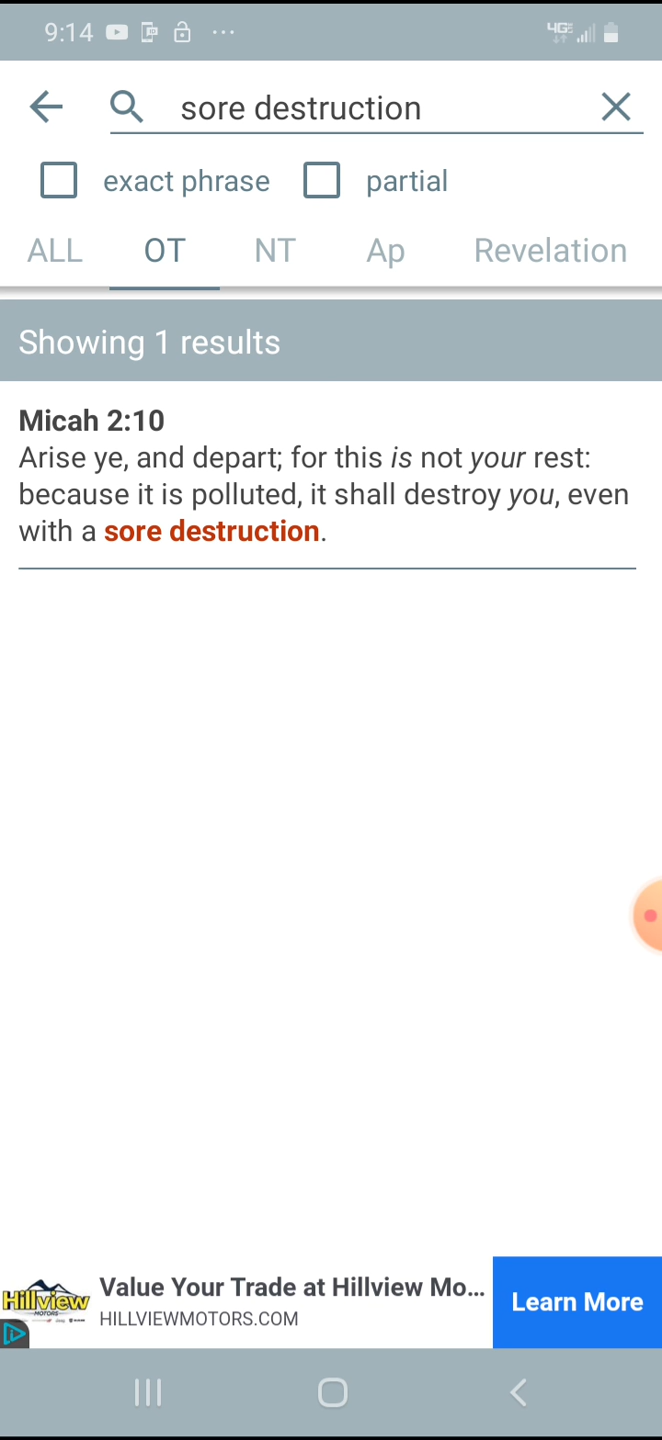 9:14 ... 4GE
sore destruction
exact phrase partial
ALL OT NT Ap Revelation
Showing 1 results
Micah 2:10
Arise ye, and depart; for this is not your rest:
because it is polluted, it shall destroy you, even
with a sore destruction.
Hillview
MOTORS
Value Your Trade at Hillview Mo...
HILLVIEWMOTORS.COM
Learn More